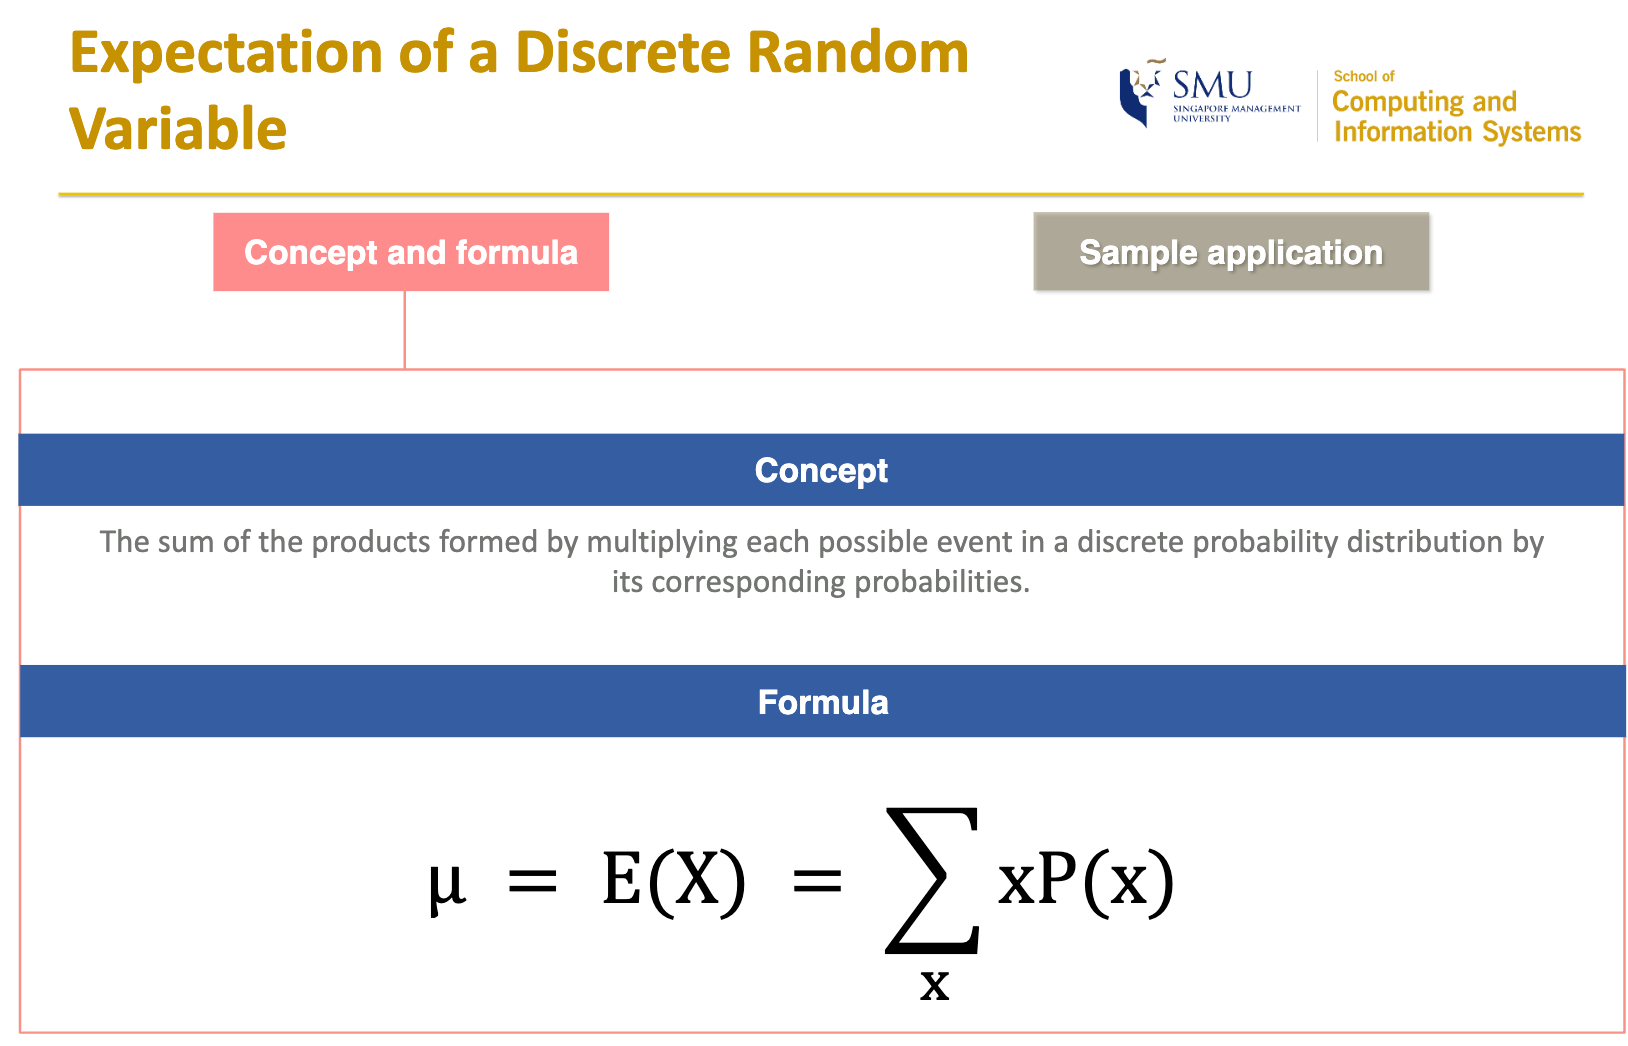 Expectation of a Discrete Random
Variable
SMU
SINGAPORE MANAGEMENT
UNIVERSITY
School of
Computing and
Information Systems
Concept and formula
Sample application
Concept
The sum of the products formed by multiplying each possible event in a discrete probability distribution by
its corresponding probabilities.
Formula
μ = E(X) = ∑ xP(x)
x